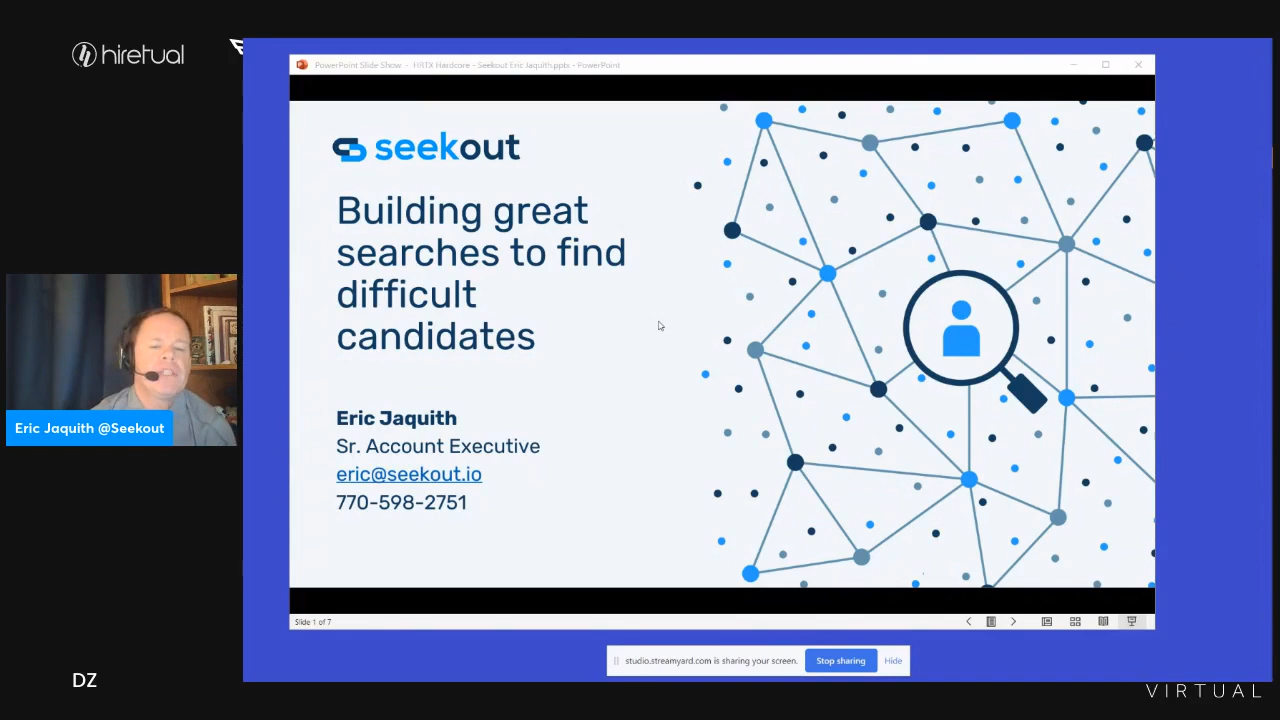 hiretual
PowerPoint Slide Show - HRTX Hardcore - Seekout Eric Jaquith.pptx - PowerPoint
seekout
Building great
searches to find
difficult
candidates
Eric Jaquith
Sr. Account Executive
eric@seekout.io
770-598-2751
Eric Jaquith @Seekout
Slide 1 of 7
studio.streamyard.com is sharing your screen.
Stop sharing
Hide
DZ
VIRTUAL